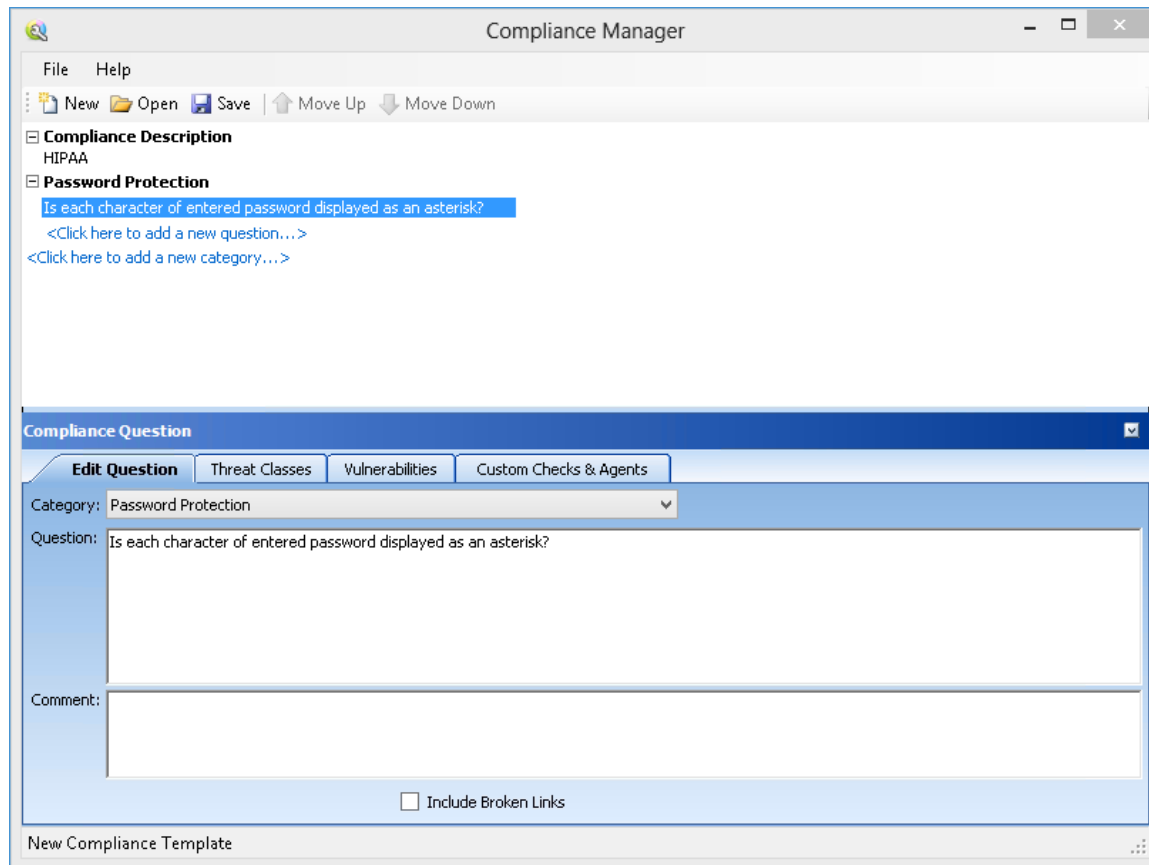 Compliance Manager
File Help
New Open Save Move Up Move Down
Compliance Description
HIPAA
Password Protection
Is each character of entered password displayed as an asterisk?
<Click here to add a new question...>
<Click here to add a new category...>
Compliance Question
Edit Question Threat Classes Vulnerabilities Custom Checks & Agents
Category: Password Protection
Question: Is each character of entered password displayed as an asterisk?
Comment:
Include Broken Links
New Compliance Template